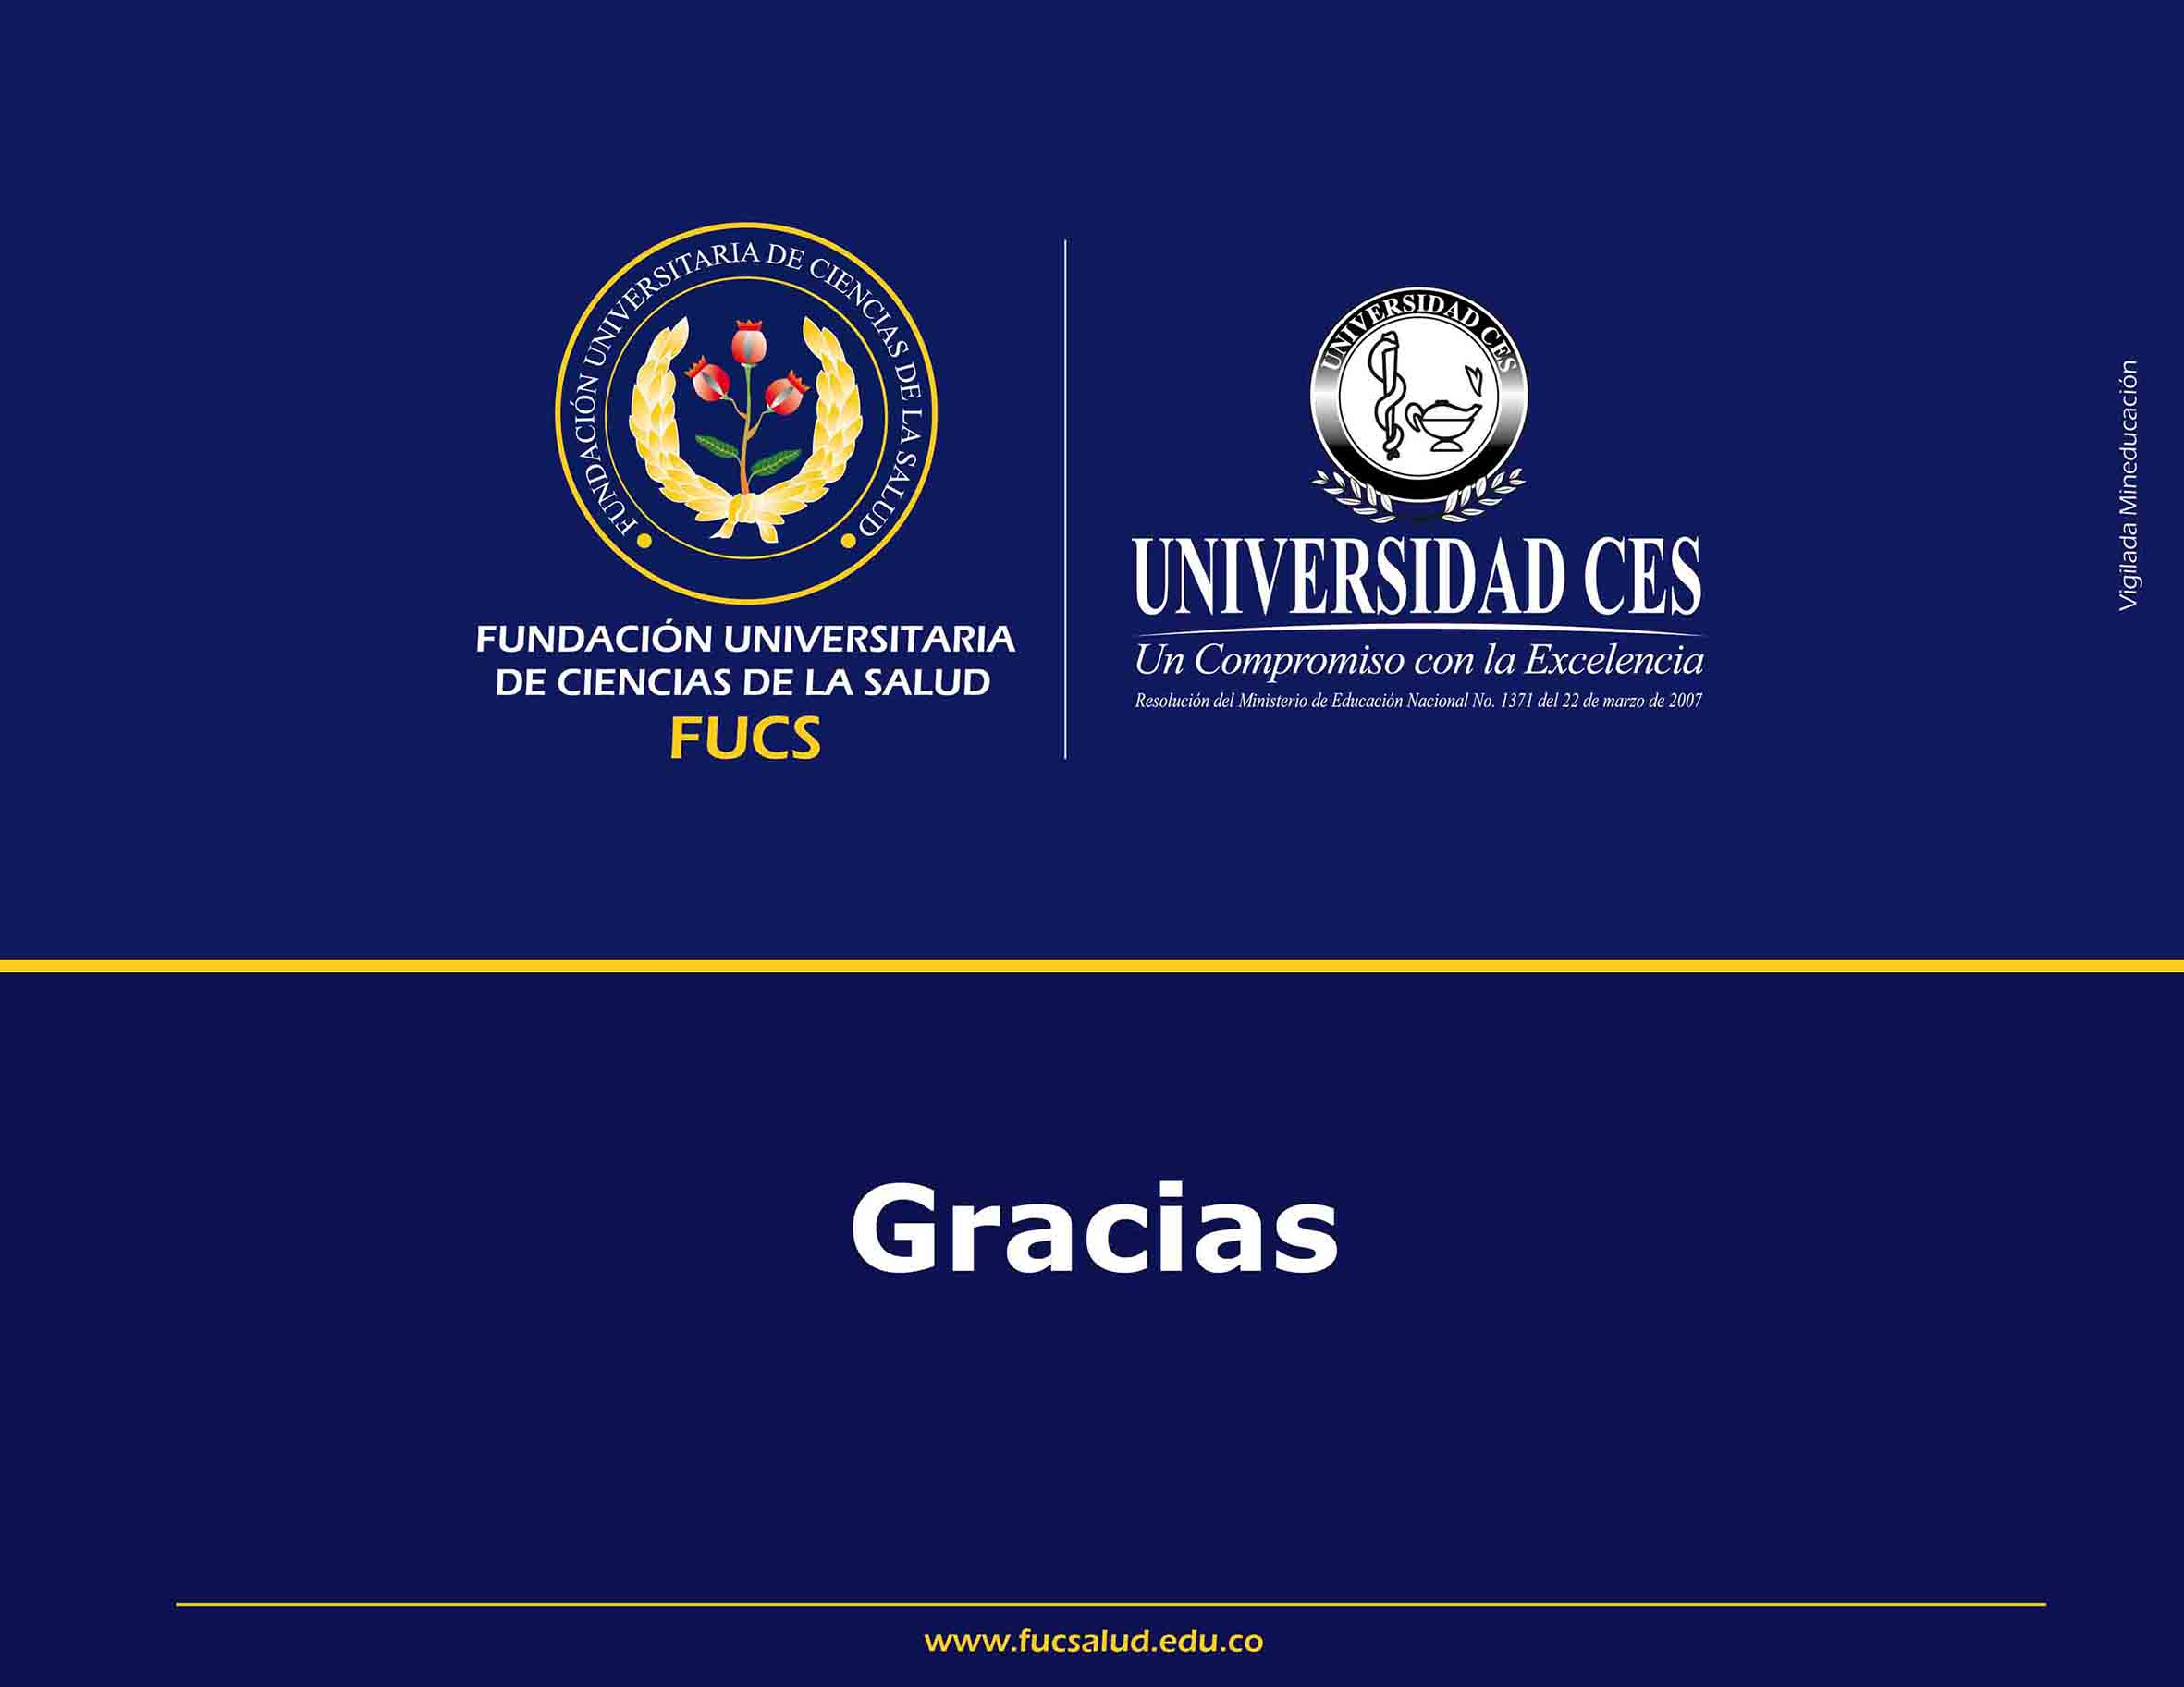 FUNDACIÓN UNIVERSITARIA DE CIENCIAS DE LA SALUD
FUNDACIÓN UNIVERSITARIA
DE CIENCIAS DE LA SALUD
FUCS
UNIVERSIDAD CES
UNIVERSIDAD CES
Un Compromiso con la Excelencia
Resolución del Ministerio de Educación Nacional No. 1371 del 22 de marzo de 2007
Vigilada Mineducación
Gracias
www.fucsalud.edu.co